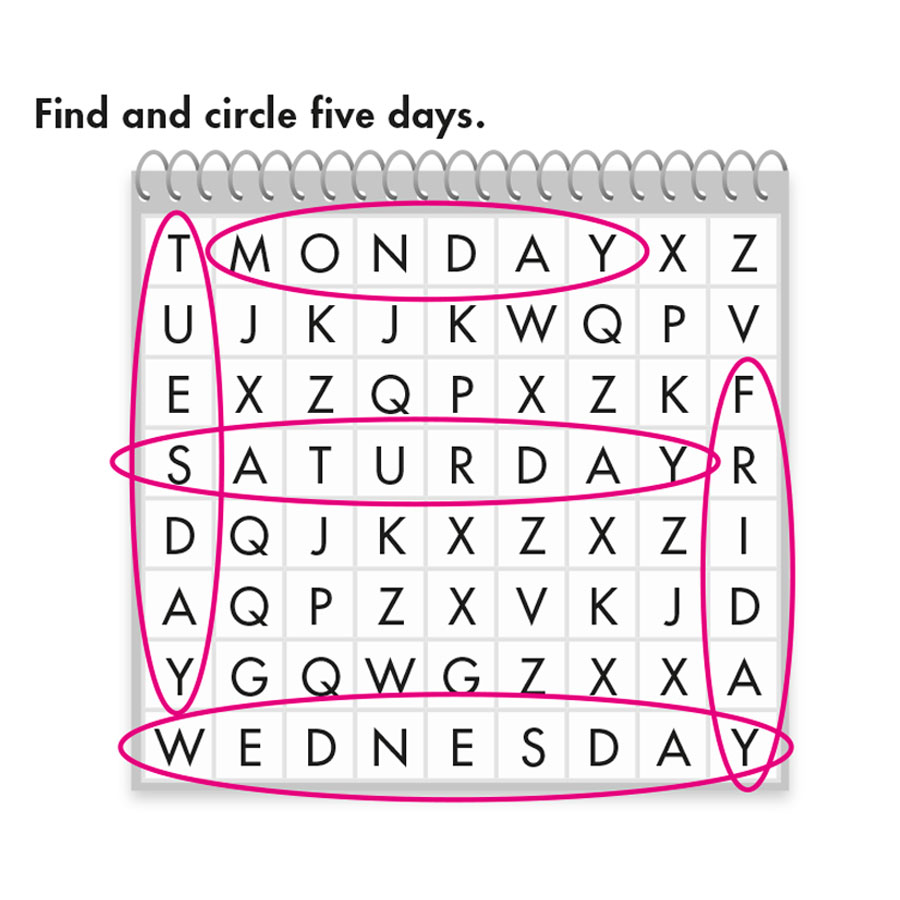 Find and circle five days.
T M O N D A Y X Z
U J K J K W Q P V
E X Z Q P X Z K F
S A T U R D A Y R
D Q J K X Z X Z I
A Q P Z X V K J D
Y G Q W G Z X X A
W E D N E S D A Y